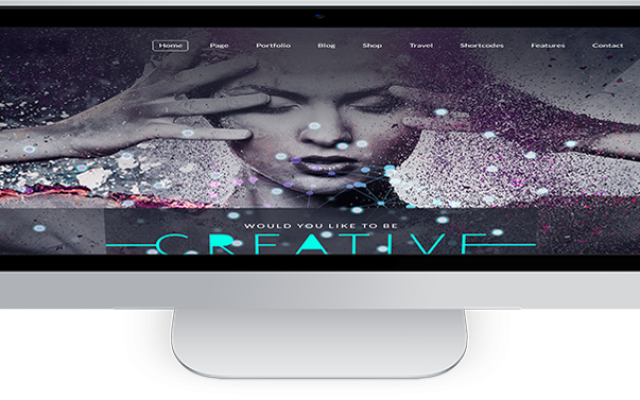 Home Page Portfolio Blog Shop Travel Shortcodes Features Contact
WOULD YOU LIKE TO BE
CREATIVE